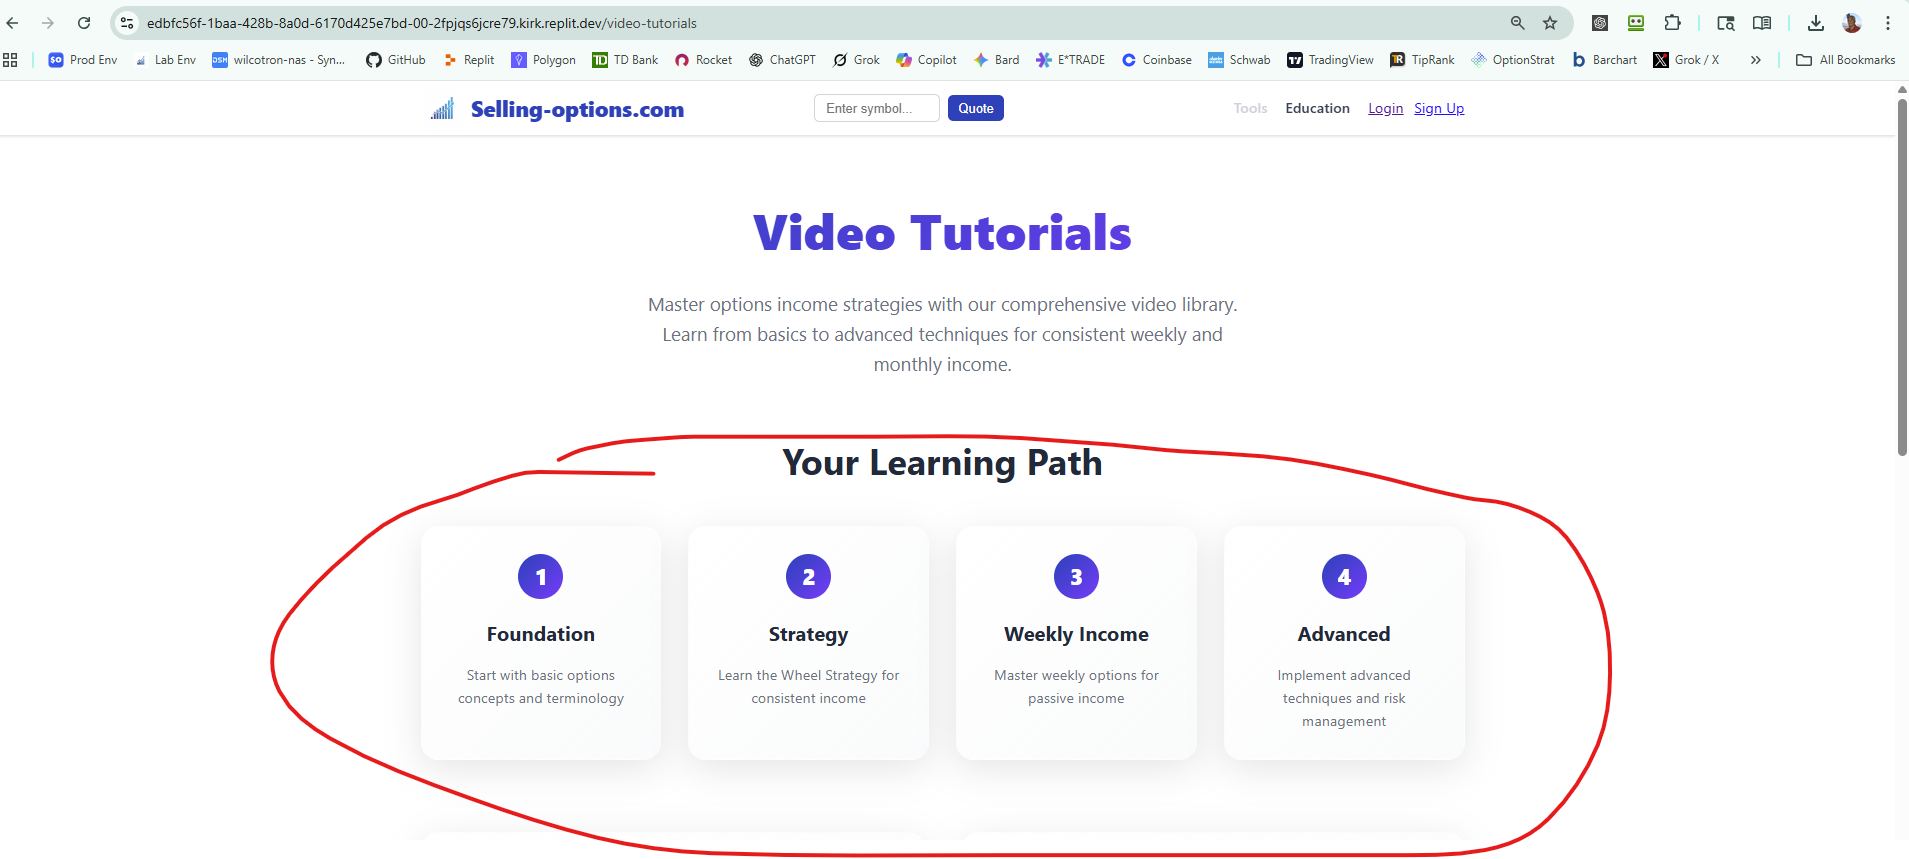 edbfc56f-1baa-428b-8a0d-6170d425e7bd-00-2fpjqs6jcre79.kirk.replit.dev/video-tutorials
SO Prod Env Lab Env JSM wilcotron-nas - Syn... GitHub Replit Polygon TD TD Bank Rocket ChatGPT Grok Copilot Bard E*TRADE Coinbase Schwab TradingView TR TipRank OptionStrat b Barchart X Grok / X » All Bookmarks
Selling-options.com Enter symbol... Quote Tools Education Login Sign Up
Video Tutorials
Master options income strategies with our comprehensive video library.
Learn from basics to advanced techniques for consistent weekly and
monthly income.
Your Learning Path
1
Foundation
Start with basic options
concepts and terminology
2
Strategy
Learn the Wheel Strategy for
consistent income
3
Weekly Income
Master weekly options for
passive income
4
Advanced
Implement advanced
techniques and risk
management